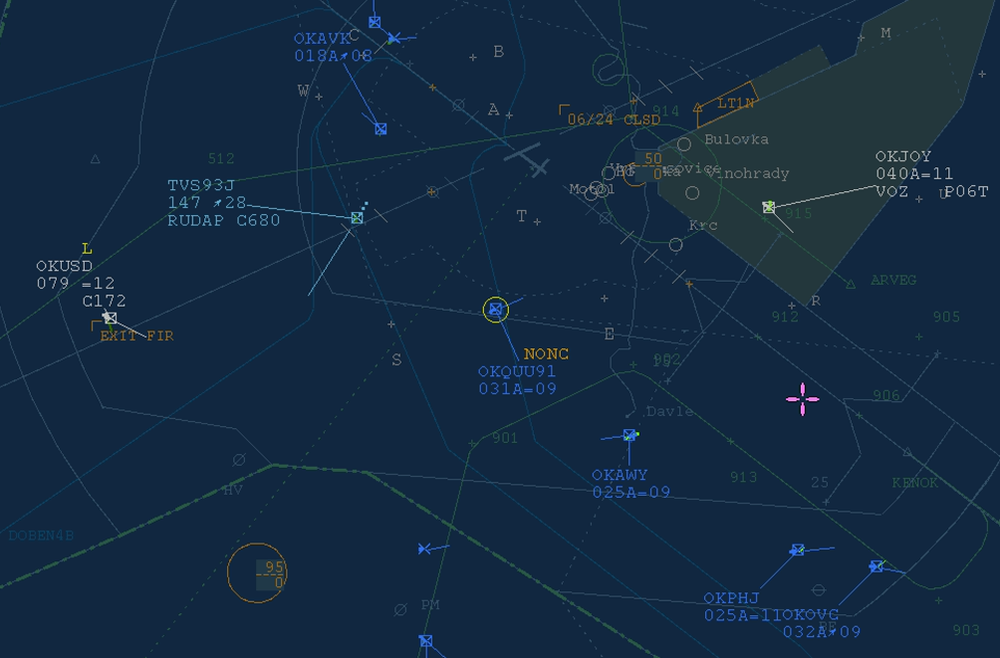 M
OKAVK
C
018A↗08
B
W
A
06/24 CLSD
914
LT1N
Bulovka
512
50
0
Vinohrady
Motol
OKJOY
040A=11
VOZ P06T
U
TVS93J
147 ↗28
RUDAP C680
T
915
Krc
L
OKUSD
079 =12
C172
ARVEG
R
EXIT FIR
912
905
E
NONC
S
902
OKQUU91
031A=09
906
Davle
901
OKAWY
025A=09
913
25
KENOK
HV
DOBEN4B
95
0
PM
OKPHJ
025A=11
OKOVC
032A↗09
903